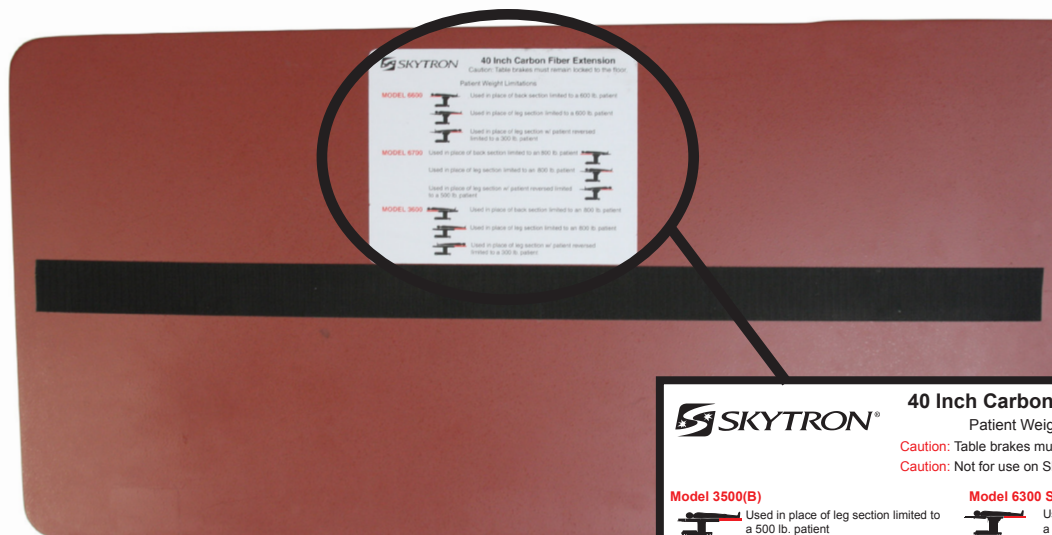 SKYTRON
40 Inch Carbon Fiber Extension
Caution: Table brakes must remain locked to the floor
Patient Weight Limitations
MODEL 6600
Used in place of back section limited to a 600 lb. patient
Used in place of leg section limited to a 600 lb. patient
Used in place of leg section w/ patient reversed
limited to a 300 lb. patient
MODEL 6700
Used in place of back section limited to an 800 lb. patient
Used in place of leg section limited to an 800 lb. patient
Used in place of leg section w/ patient reversed limited
to a 500 lb. patient
MODEL 3600
Used in place of back section limited to an 800 lb. patient
Used in place of leg section limited to an 800 lb. patient
Used in place of leg section w/ patient reversed
limited to a 300 lb. patient
SKYTRON®
40 Inch Carbon
Patient Weig
Caution: Table brakes mu
Caution: Not for use on S
Model 3500(B)
Used in place of leg section limited to
a 500 lb. patient
Model 6300 S
Us
a